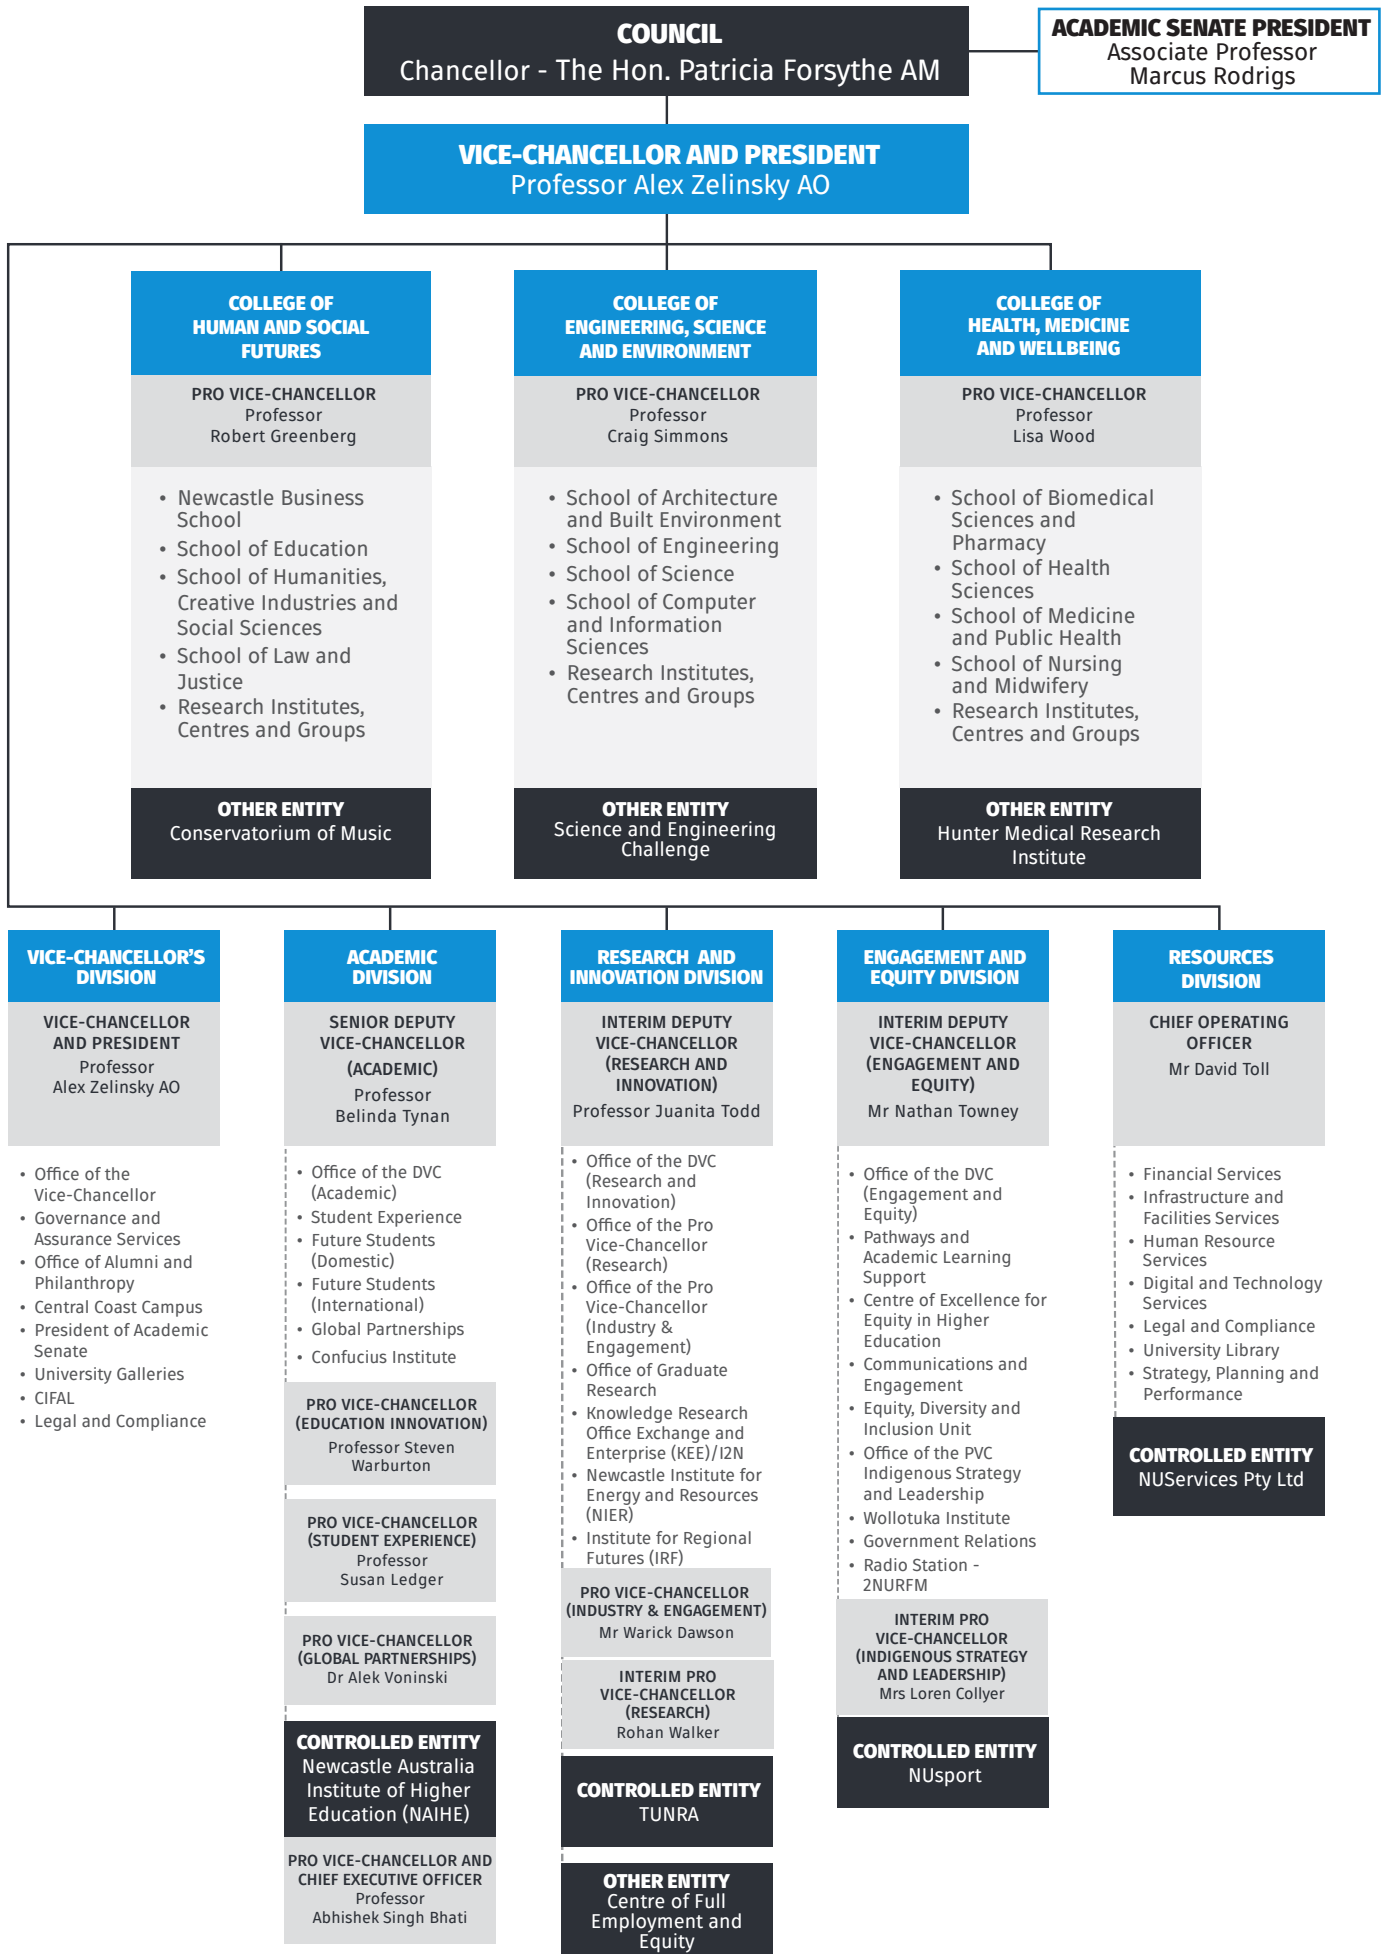 COUNCIL
Chancellor - The Hon. Patricia Forsythe AM
ACADEMIC SENATE PRESIDENT
Associate Professor
Marcus Rodrigs
VICE-CHANCELLOR AND PRESIDENT
Professor Alex Zelinsky AO
COLLEGE OF
HUMAN AND SOCIAL
FUTURES
PRO VICE-CHANCELLOR
Professor
Robert Greenberg
• Newcastle Business
School
• School of Education
• School of Humanities,
Creative Industries and
Social Sciences
• School of Law and
Justice
• Research Institutes,
Centres and Groups
OTHER ENTITY
Conservatorium of Music
COLLEGE OF
ENGINEERING, SCIENCE
AND ENVIRONMENT
PRO VICE-CHANCELLOR
Professor
Craig Simmons
• School of Architecture
and Built Environment
• School of Engineering
• School of Science
• School of Computer
and Information
Sciences
• Research Institutes,
Centres and Groups
OTHER ENTITY
Science and Engineering
Challenge
COLLEGE OF
HEALTH, MEDICINE
AND WELLBEING
PRO VICE-CHANCELLOR
Professor
Lisa Wood
• School of Biomedical
Sciences and
Pharmacy
• School of Health
Sciences
• School of Medicine
and Public Health
• School of Nursing
and Midwifery
• Research Institutes,
Centres and Groups
OTHER ENTITY
Hunter Medical Research
Institute
VICE-CHANCELLOR'S
DIVISION
VICE-CHANCELLOR
AND PRESIDENT
Professor
Alex Zelinsky AO
• Office of the
Vice-Chancellor
• Governance and
Assurance Services
• Office of Alumni and
Philanthropy
• Central Coast Campus
• President of Academic
Senate
• University Galleries
• CIFAL
• Legal and Compliance
ACADEMIC
DIVISION
SENIOR DEPUTY
VICE-CHANCELLOR
(ACADEMIC)
Professor
Belinda Tynan
• Office of the DVC
(Academic)
• Student Experience
• Future Students
(Domestic)
• Future Students
(International)
• Global Partnerships
• Confucius Institute
PRO VICE-CHANCELLOR
(EDUCATION INNOVATION)
Professor Steven
Warburton
PRO VICE-CHANCELLOR
(STUDENT EXPERIENCE)
Professor
Susan Ledger
PRO VICE-CHANCELLOR
(GLOBAL PARTNERSHIPS)
Dr Alek Voninski
CONTROLLED ENTITY
Newcastle Australia
Institute of Higher
Education (NAIHE)
PRO VICE-CHANCELLOR AND
CHIEF EXECUTIVE OFFICER
Professor
Abhishek Singh Bhati
RESEARCH AND
INNOVATION DIVISION
INTERIM DEPUTY
VICE-CHANCELLOR
(RESEARCH AND
INNOVATION)
Professor Juanita Todd
• Office of the DVC
(Research and
Innovation)
• Office of the Pro
Vice-Chancellor
(Research)
• Office of the Pro
Vice-Chancellor
(Industry &
Engagement)
• Office of Graduate
Research
• Knowledge Research
Office Exchange and
Enterprise (KEE)/I2N
• Newcastle Institute for
Energy and Resources
(NIER)
• Institute for Regional
Futures (IRF)
PRO VICE-CHANCELLOR
(INDUSTRY & ENGAGEMENT)
Mr Warick Dawson
INTERIM PRO
VICE-CHANCELLOR
(RESEARCH)
Rohan Walker
CONTROLLED ENTITY
TUNRA
OTHER ENTITY
Centre of Full
Employment and
Equity
ENGAGEMENT AND
EQUITY DIVISION
INTERIM DEPUTY
VICE-CHANCELLOR
(ENGAGEMENT AND
EQUITY)
Mr Nathan Towney
• Office of the DVC
(Engagement and
Equity)
• Pathways and
Academic Learning
Support
• Centre of Excellence for
Equity in Higher
Education
• Communications and
Engagement
• Equity, Diversity and
Inclusion Unit
• Office of the PVC
Indigenous Strategy
and Leadership
• Wollotuka Institute
• Government Relations
• Radio Station -
2NURFM
INTERIM PRO
VICE-CHANCELLOR
(INDIGENOUS STRATEGY
AND LEADERSHIP)
Mrs Loren Collyer
CONTROLLED ENTITY
NUsport
RESOURCES
DIVISION
CHIEF OPERATING
OFFICER
Mr David Toll
• Financial Services
• Infrastructure and
Facilities Services
• Human Resource
Services
• Digital and Technology
Services
• Legal and Compliance
• University Library
• Strategy, Planning and
Performance
CONTROLLED ENTITY
NUServices Pty Ltd